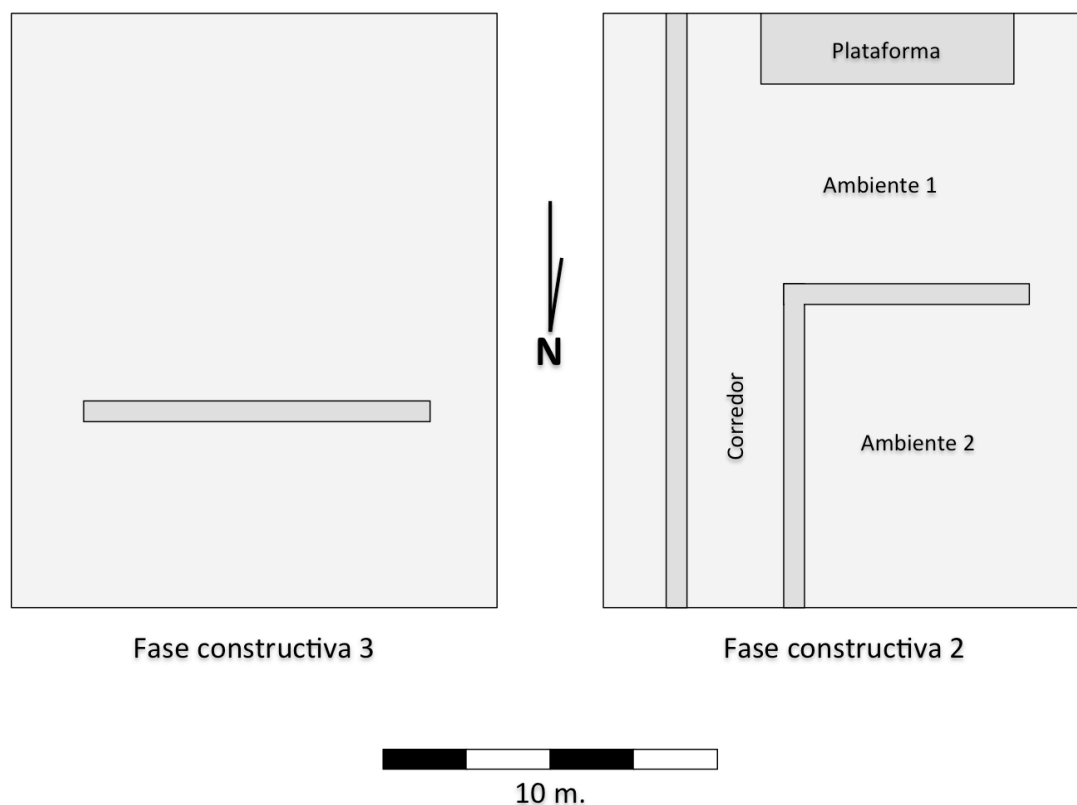 Plataforma
Ambiente 1
N
Corredor
Ambiente 2
Fase constructiva 3
Fase constructiva 2
10 m.